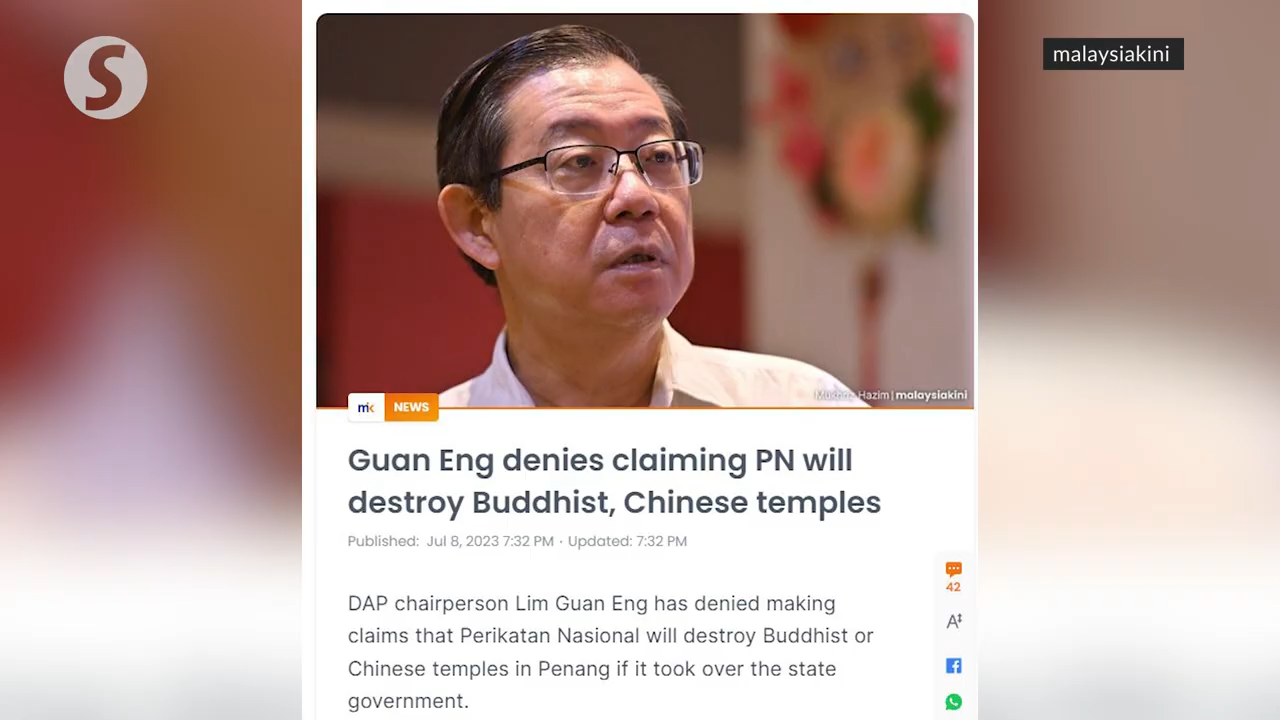 S
malaysiakini
Mukhriz Hazim | malaysiakini
mk NEWS
Guan Eng denies claiming PN will
destroy Buddhist, Chinese temples
Published: Jul 8, 2023 7:32 PM · Updated: 7:32 PM
42
DAP chairperson Lim Guan Eng has denied making
claims that Perikatan Nasional will destroy Buddhist or
Chinese temples in Penang if it took over the state
government.
A